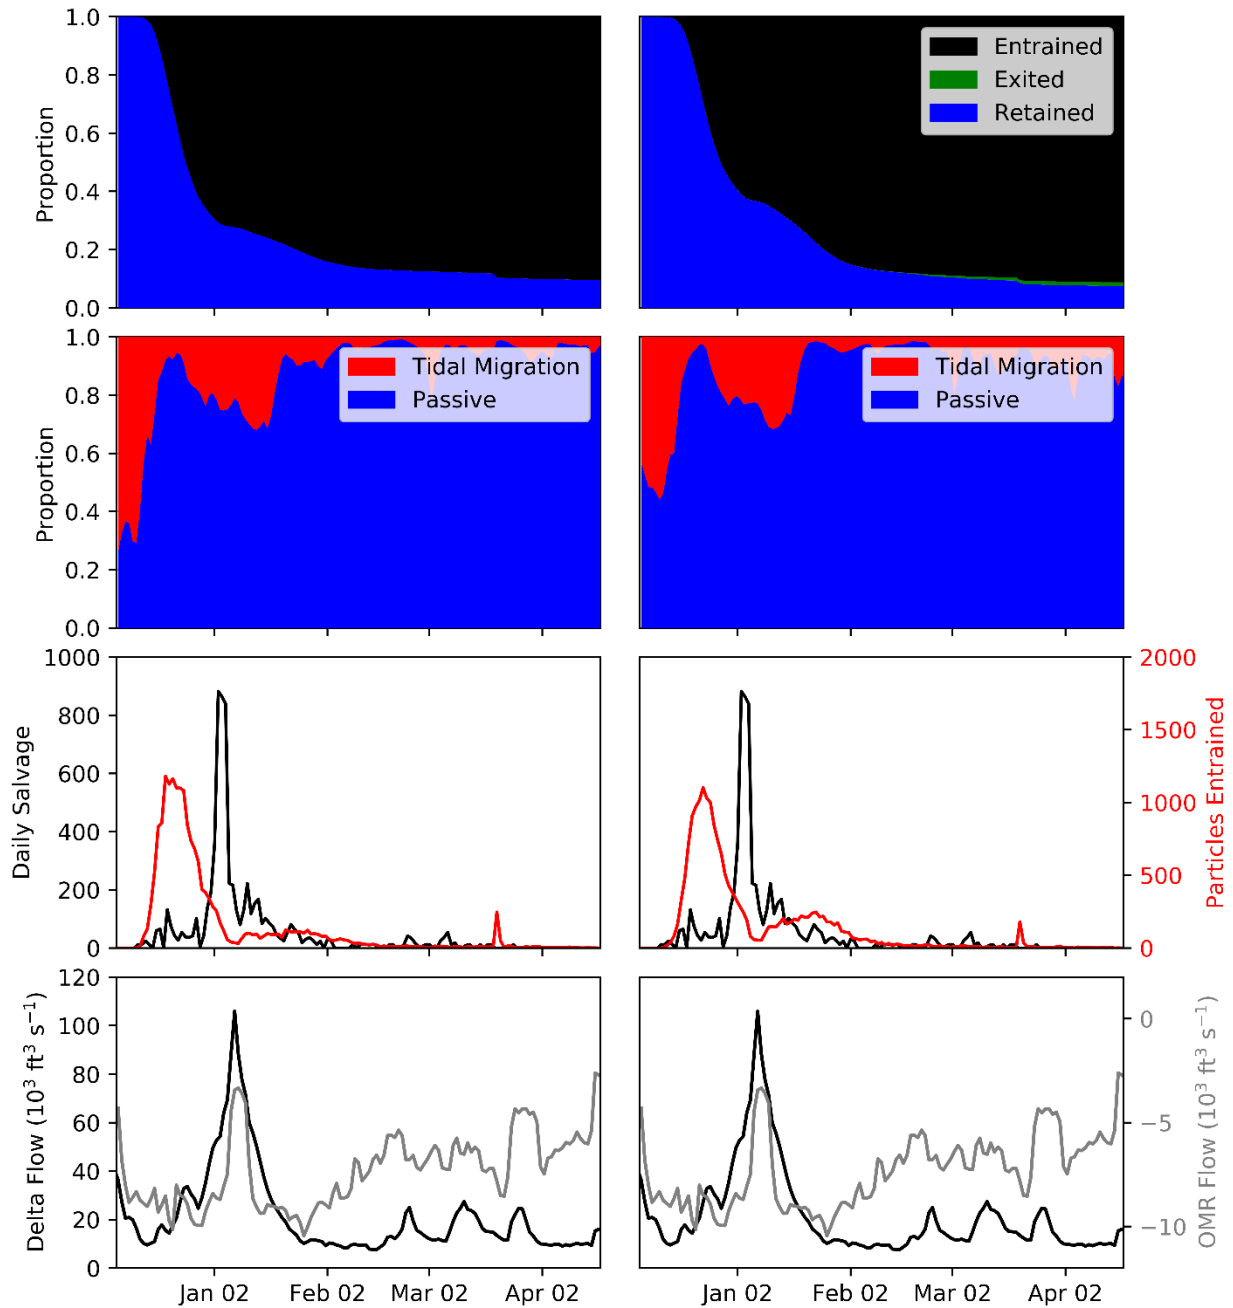 1.0
0.8
0.6
0.4
0.2
0.0
Proportion
Entrained
Exited
Retained
1.0
0.8
0.6
0.4
0.2
0.0
Proportion
Tidal Migration
Passive
Tidal Migration
Passive
1000
800
600
400
200
0
Daily Salvage
2000
1500
1000
500
0
Particles Entrained
120
100
80
60
40
20
0
Delta Flow (10³ ft³ s⁻¹)
0
−5
−10
OMR Flow (10³ ft³ s⁻¹)
Jan 02 Feb 02 Mar 02 Apr 02
Jan 02 Feb 02 Mar 02 Apr 02